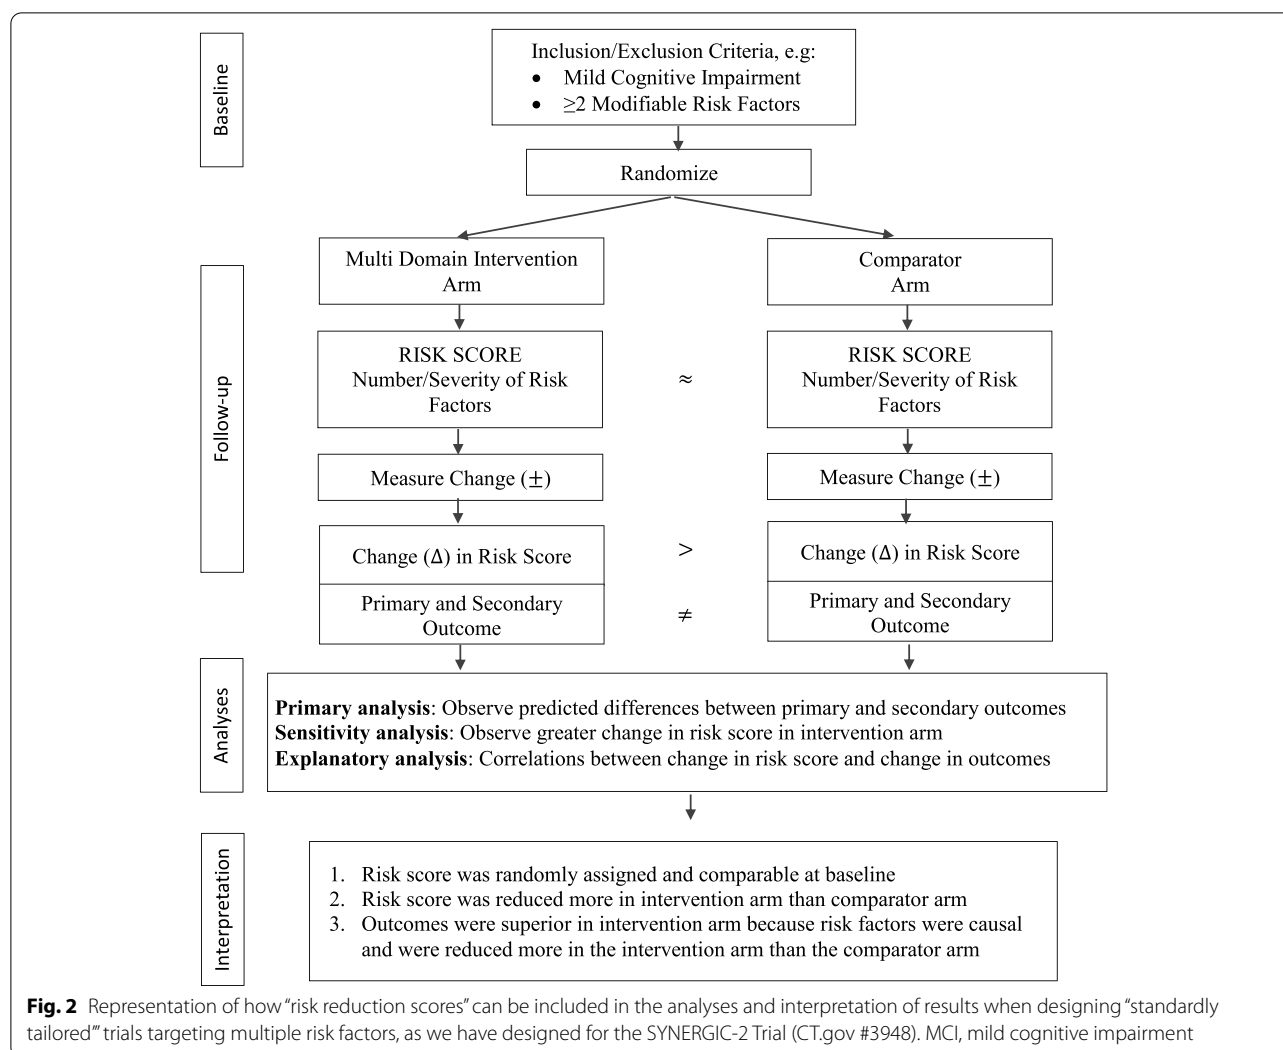 Baseline
Inclusion/Exclusion Criteria, e.g:
• Mild Cognitive Impairment
• ≥2 Modifiable Risk Factors
Randomize
Follow-up
Multi Domain Intervention
Arm
Comparator
Arm
RISK SCORE
Number/Severity of Risk
Factors
≈
RISK SCORE
Number/Severity of Risk
Factors
Measure Change (±)
Measure Change (±)
Change (Δ) in Risk Score
>
Change (Δ) in Risk Score
Primary and Secondary
Outcome
≠
Primary and Secondary
Outcome
Analyses
Primary analysis: Observe predicted differences between primary and secondary outcomes
Sensitivity analysis: Observe greater change in risk score in intervention arm
Explanatory analysis: Correlations between change in risk score and change in outcomes
Interpretation
1. Risk score was randomly assigned and comparable at baseline
2. Risk score was reduced more in intervention arm than comparator arm
3. Outcomes were superior in intervention arm because risk factors were causal
and were reduced more in the intervention arm than the comparator arm
Fig. 2 Representation of how “risk reduction scores” can be included in the analyses and interpretation of results when designing “standardly
tailored”’ trials targeting multiple risk factors, as we have designed for the SYNERGIC-2 Trial (CT.gov #3948). MCI, mild cognitive impairment